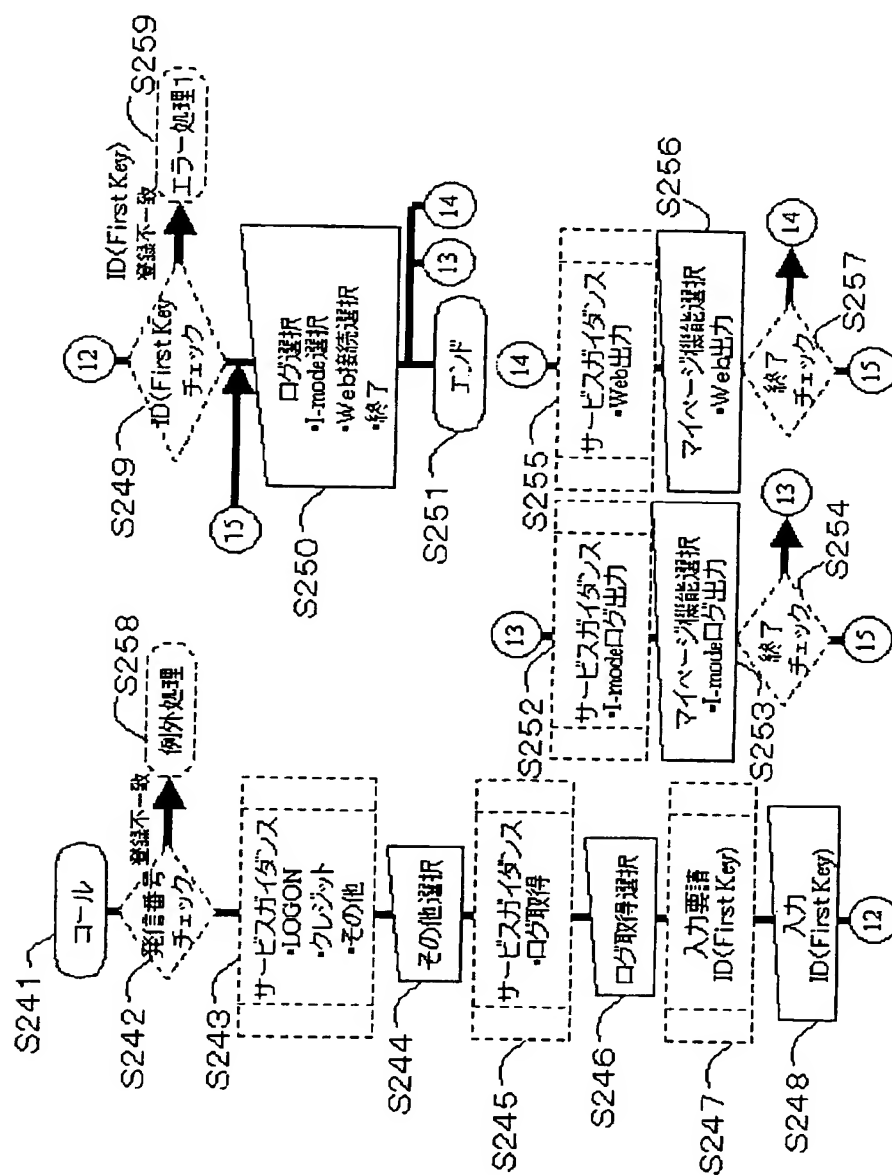 S241
コール
S242
発信番号
チェック
登録不一致
S258
例外処理
S243
サービスガイダンス
・LOGON
・クレジット
・その他
S244
その他選択
S245
サービスガイダンス
・ログ取得
S246
ログ取得選択
S247
入力要請
ID(First Key)
S248
入力
ID(First Key)
12
12
S249
ID(First Key
チェック
ID(First Key)
登録不一致
S259
エラー処理1
15
S250
ログ選択
・I-mode選択
・Web接続選択
・終了
S251
エンド
13
14
13
S252
サービスガイダンス
・I-modeログ出力
マイページ機能選択
・I-modeログ出力
S253
終了
チェック
S254
13
15
14
S255
サービスガイダンス
・Web出力
S256
マイページ機能選択
・Web出力
終了
チェック
S257
14
15